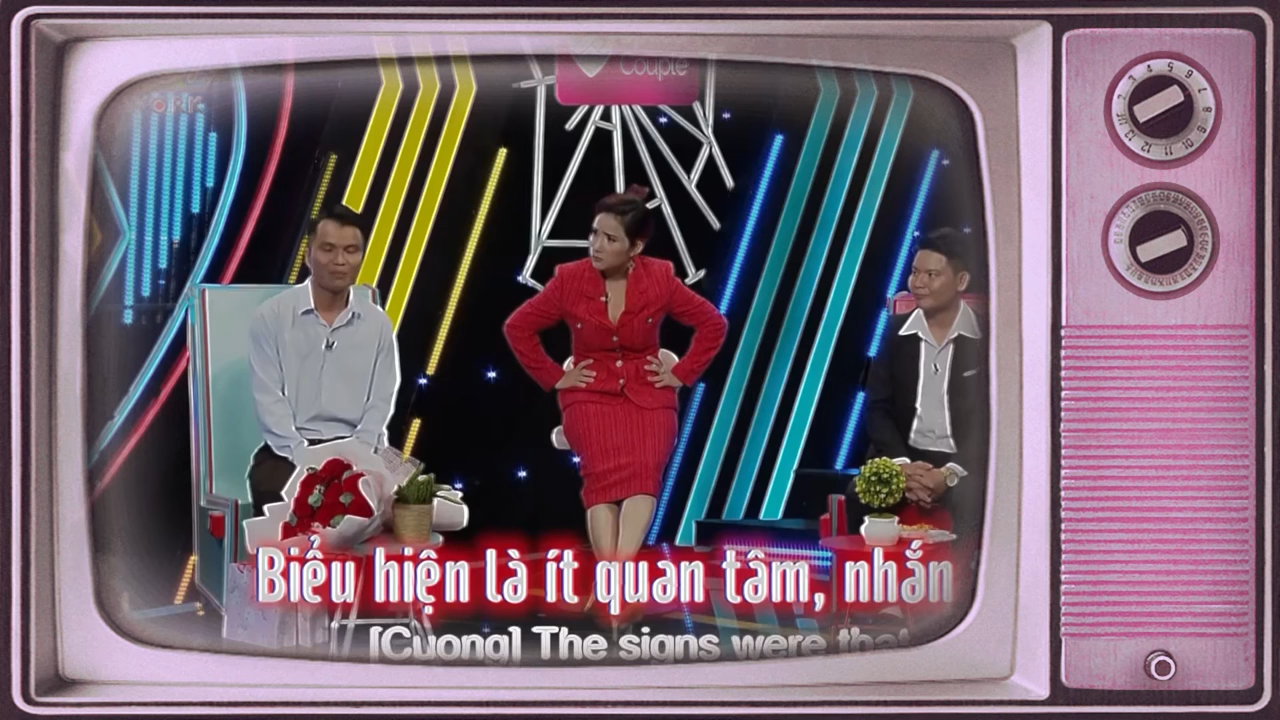 Couple
Biểu hiện là ít quan tâm, nhắn
[Cuong] The signs were that